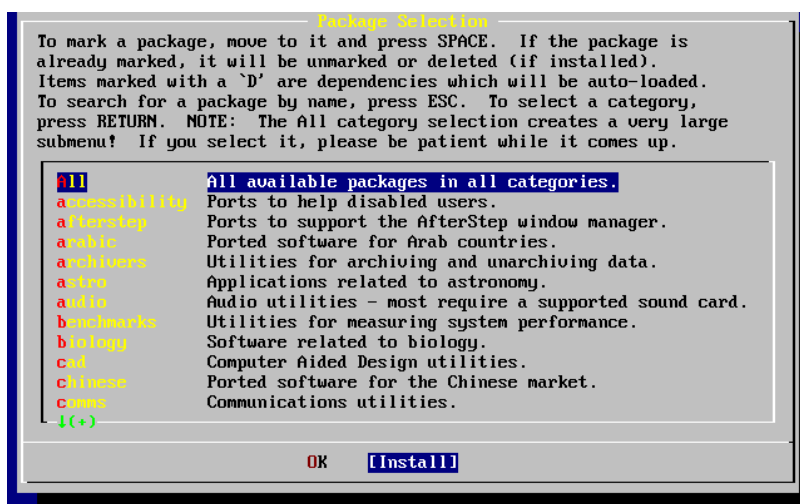 Package Selection
To mark a package, move to it and press SPACE. If the package is
already marked, it will be unmarked or deleted (if installed).
Items marked with a `D' are dependencies which will be auto-loaded.
To search for a package by name, press ESC. To select a category,
press RETURN. NOTE: The All category selection creates a very large
submenu! If you select it, please be patient while it comes up.
All All available packages in all categories.
accessibility Ports to help disabled users.
afterstep Ports to support the AfterStep window manager.
arabic Ported software for Arab countries.
archivers Utilities for archiving and unarchiving data.
astro Applications related to astronomy.
audio Audio utilities - most require a supported sound card.
benchmarks Utilities for measuring system performance.
biology Software related to biology.
cad Computer Aided Design utilities.
chinese Ported software for the Chinese market.
comms Communications utilities.
↓(+)
OK [Install]